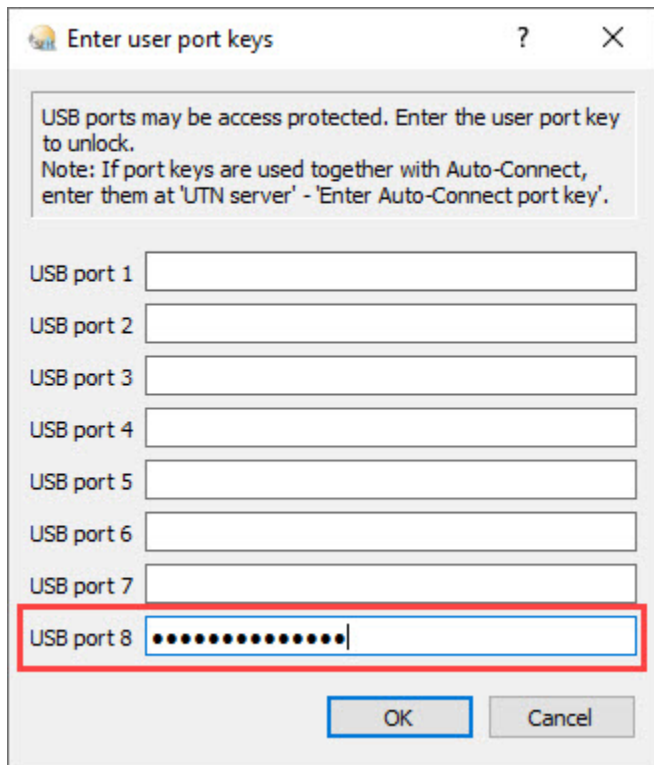 Enter user port keys
USB ports may be access protected. Enter the user port key
to unlock.
Note: If port keys are used together with Auto-Connect,
enter them at 'UTN server' - 'Enter Auto-Connect port key'.
USB port 1
USB port 2
USB port 3
USB port 4
USB port 5
USB port 6
USB port 7
USB port 8 ●●●●●●●●●●●●●●
OK Cancel